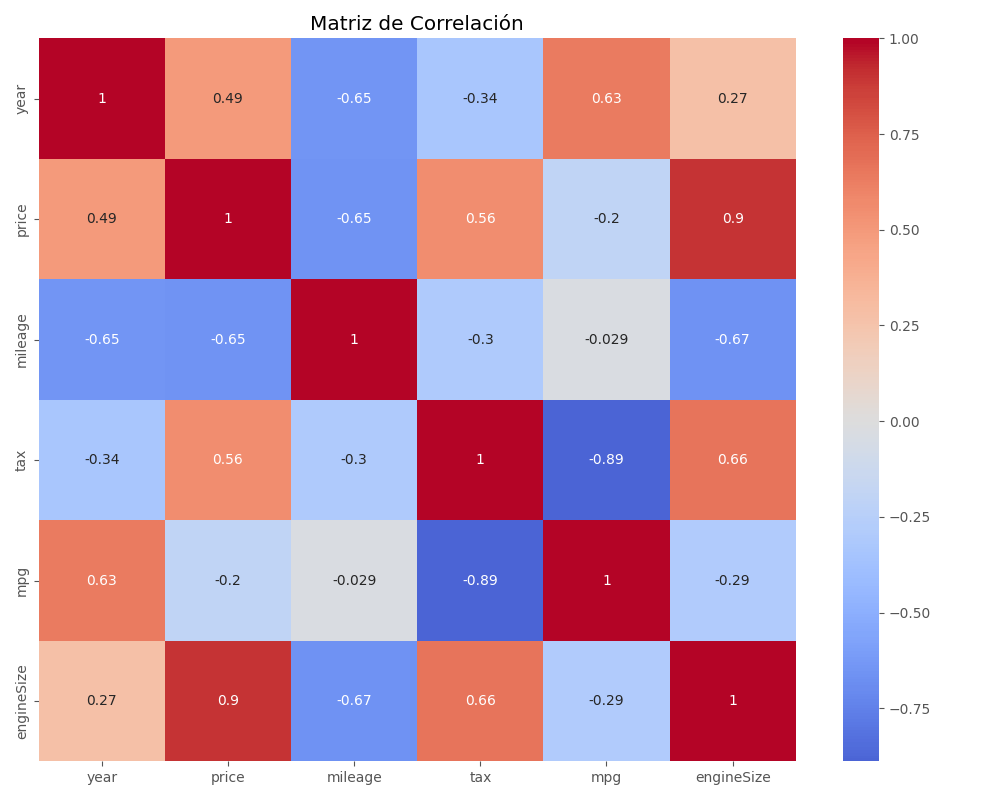 Matriz de Correlación
year 1 0.49 -0.65 -0.34 0.63 0.27
price 0.49 1 -0.65 0.56 -0.2 0.9
mileage -0.65 -0.65 1 -0.3 -0.029 -0.67
tax -0.34 0.56 -0.3 1 -0.89 0.66
mpg 0.63 -0.2 -0.029 -0.89 1 -0.29
engineSize 0.27 0.9 -0.67 0.66 -0.29 1
year price mileage tax mpg engineSize
1.00
0.75
0.50
0.25
0.00
−0.25
−0.50
−0.75